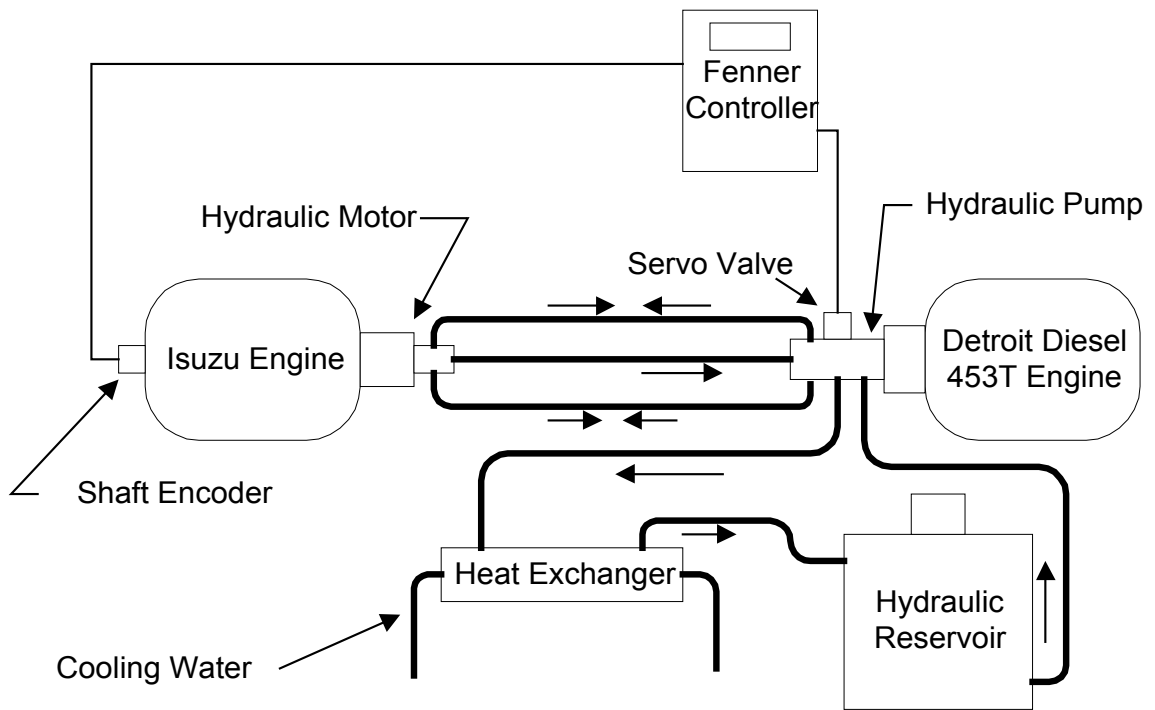 Fenner
Controller
Hydraulic Motor
Hydraulic Pump
Servo Valve
Isuzu Engine
Detroit Diesel
453T Engine
Shaft Encoder
Heat Exchanger
Hydraulic
Reservoir
Cooling Water